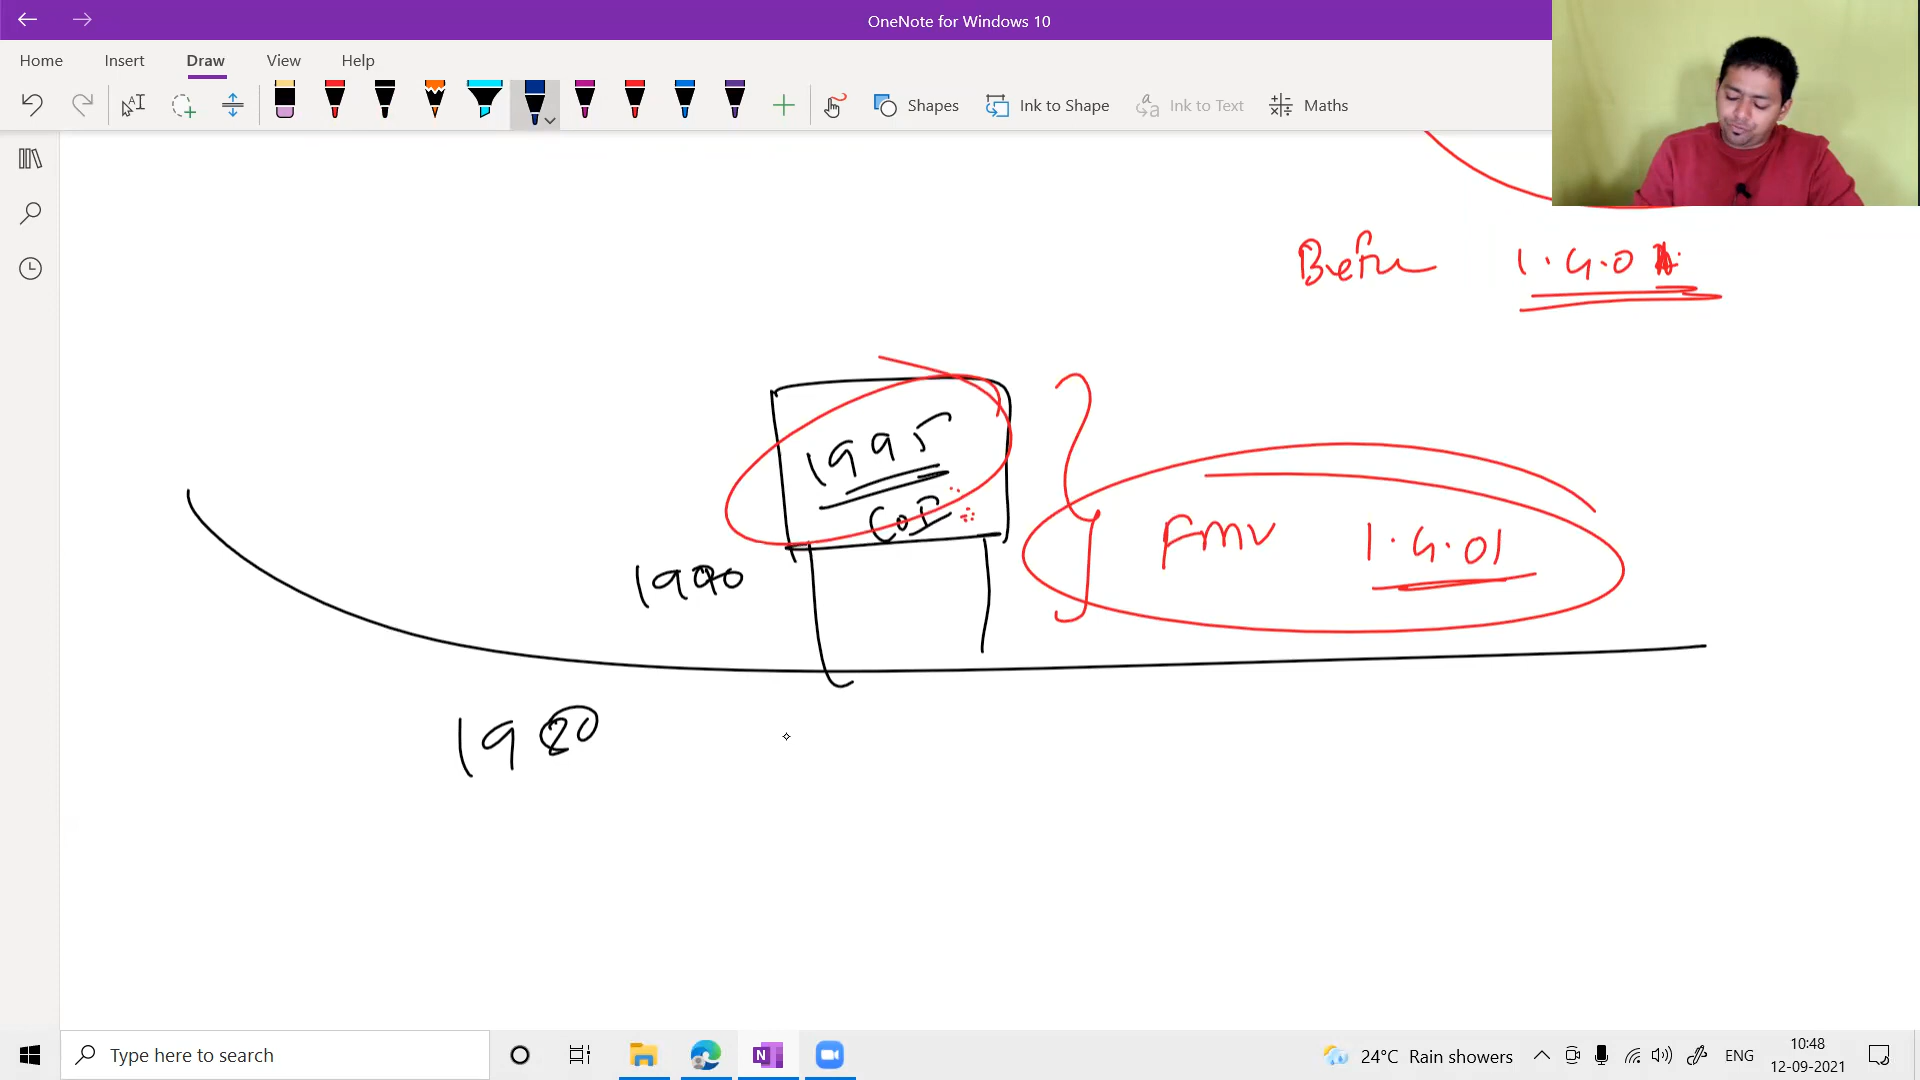 OneNote for Windows 10
Home Insert Draw View Help
Shapes Ink to Shape Ink to Text Maths
1.4.01
1995
COI
1990
FMV 1.4.01
1920
Type here to search
24°C Rain showers
ENG
10:48
12-09-2021